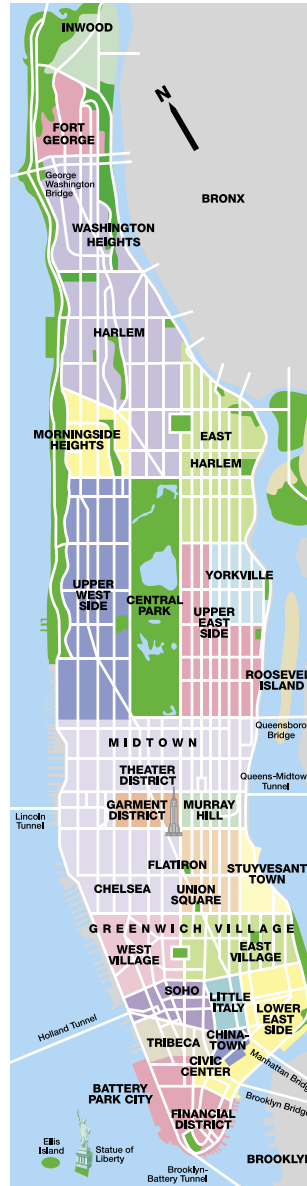 INWOOD
N
FORT
GEORGE
George
Washington
Bridge
BRONX
WASHINGTON
HEIGHTS
HARLEM
MORNINGSIDE
HEIGHTS
EAST
HARLEM
UPPER
WEST
SIDE
CENTRAL
PARK
YORKVILLE
UPPER
EAST
SIDE
ROOSEVEL
ISLAND
Queensboro
Bridge
MIDTOWN
THEATER
DISTRICT
Queens-Midtow
Tunnel
GARMENT
DISTRICT
MURRAY
HILL
Lincoln
Tunnel
FLATIRON
STUYVESANT
TOWN
CHELSEA
UNION
SQUARE
GREENWICH VILLAGE
WEST
VILLAGE
EAST
VILLAGE
SOHO
LITTLE
ITALY
LOWER
EAST
SIDE
Holland Tunnel
CHINA-
TOWN
TRIBECA
CIVIC
CENTER
Manhattan Bridg
BATTERY
PARK CITY
Brooklyn Bridge
FINANCIAL
DISTRICT
BROOKLYN
Ellis
Island
Statue of
Liberty
Brooklyn-
Battery Tunnel